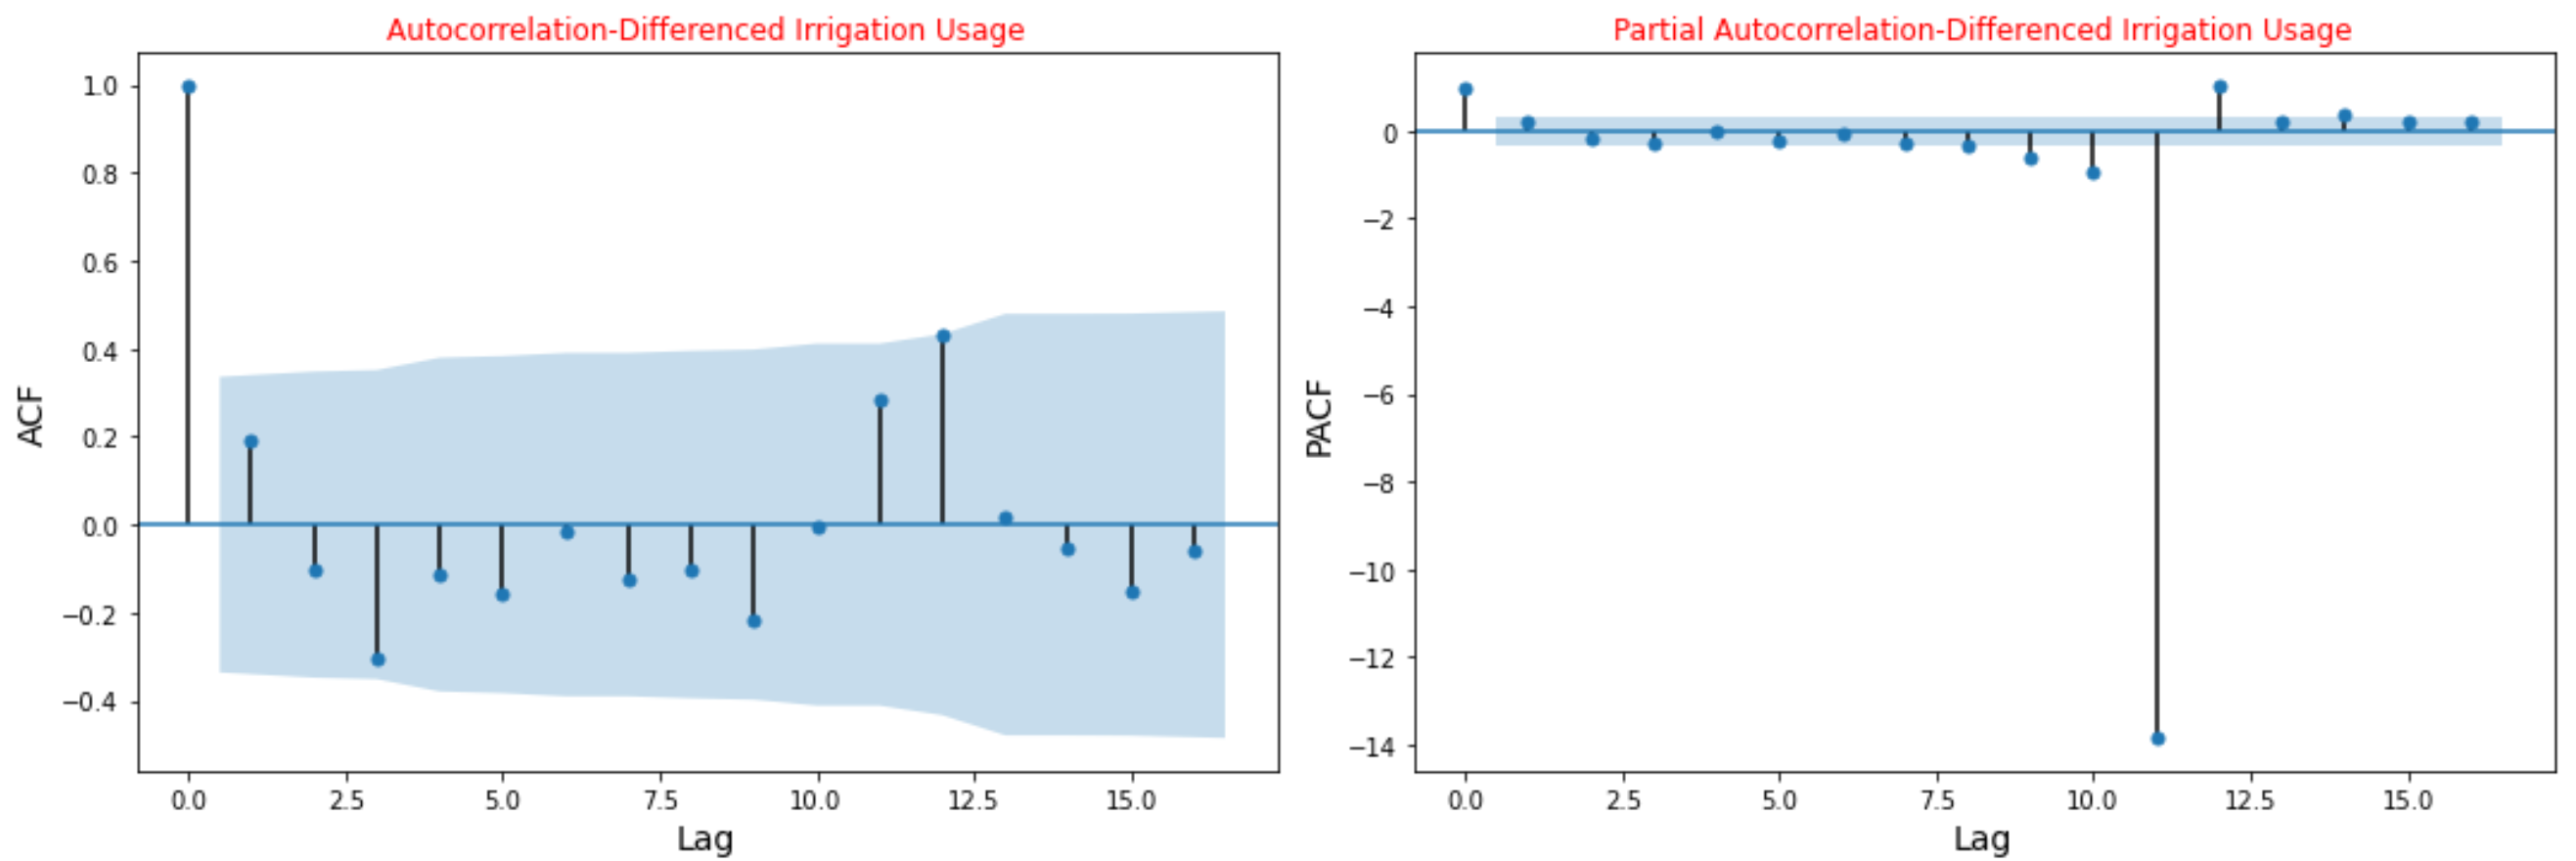 Autocorrelation-Differenced Irrigation Usage
1.0
0.8
0.6
0.4
0.2
0.0
−0.2
−0.4
ACF
0.0 2.5 5.0 7.5 10.0 12.5 15.0
Lag
Partial Autocorrelation-Differenced Irrigation Usage
0
−2
−4
−6
−8
−10
−12
−14
PACF
0.0 2.5 5.0 7.5 10.0 12.5 15.0
Lag